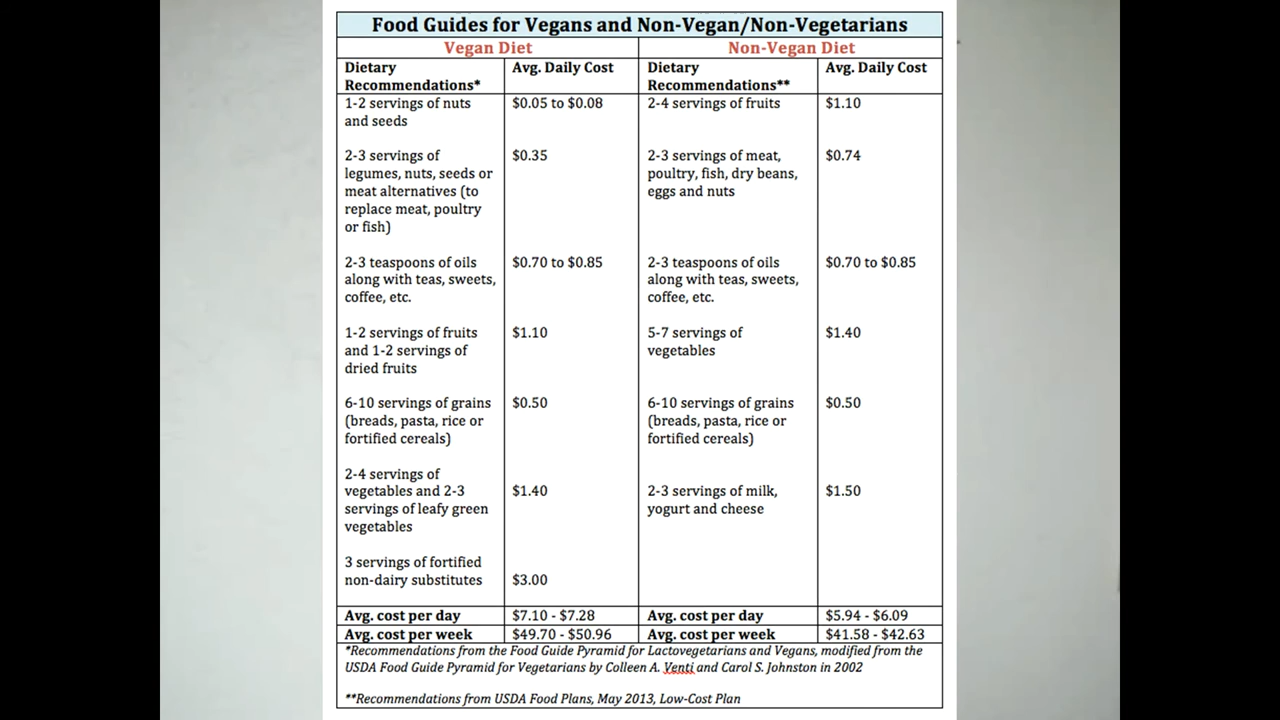 Food Guides for Vegans and Non-Vegan/Non-Vegetarians
Vegan Diet
Non-Vegan Diet
Dietary Recommendations*
Avg. Daily Cost
Dietary Recommendations**
Avg. Daily Cost
1-2 servings of nuts
and seeds
$0.05 to $0.08
2-4 servings of fruits
$1.10
2-3 servings of
legumes, nuts, seeds or
meat alternatives (to
replace meat, poultry
or fish)
$0.35
2-3 servings of meat,
poultry, fish, dry beans,
eggs and nuts
$0.74
2-3 teaspoons of oils
along with teas, sweets,
coffee, etc.
$0.70 to $0.85
2-3 teaspoons of oils
along with teas, sweets,
coffee, etc.
$0.70 to $0.85
1-2 servings of fruits
and 1-2 servings of
dried fruits
$1.10
5-7 servings of
vegetables
$1.40
6-10 servings of grains
(breads, pasta, rice or
fortified cereals)
$0.50
6-10 servings of grains
(breads, pasta, rice or
fortified cereals)
$0.50
2-4 servings of
vegetables and 2-3
servings of leafy green
vegetables
$1.40
2-3 servings of milk,
yogurt and cheese
$1.50
3 servings of fortified
non-dairy substitutes
$3.00
Avg. cost per day
$7.10 - $7.28
Avg. cost per day
$5.94 - $6.09
Avg. cost per week
$49.70 - $50.96
Avg. cost per week
$41.58 - $42.63
*Recommendations from the Food Guide Pyramid for Lactovegetarians and Vegans, modified from the
USDA Food Guide Pyramid for Vegetarians by Colleen A. Venti and Carol S. Johnston in 2002
**Recommendations from USDA Food Plans, May 2013, Low-Cost Plan